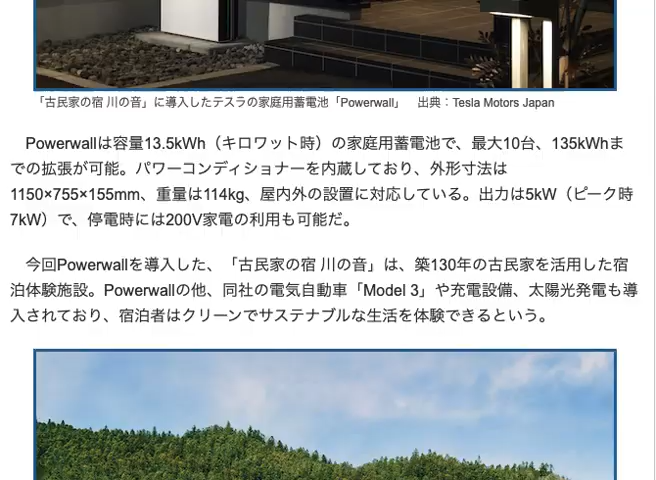 「古民家の宿 川の音」に導入したテスラの家庭用蓄電池「Powerwall」　出典：Tesla Motors Japan
　Powerwallは容量13.5kWh（キロワット時）の家庭用蓄電池で、最大10台、135kWhま
での拡張が可能。パワーコンディショナーを内蔵しており、外形寸法は
1150×755×155mm、重量は114kg、屋内外の設置に対応している。出力は5kW（ピーク時
7kW）で、停電時には200V家電の利用も可能だ。
　今回Powerwallを導入した、「古民家の宿 川の音」は、築130年の古民家を活用した宿
泊体験施設。Powerwallの他、同社の電気自動車「Model 3」や充電設備、太陽光発電も導
入されており、宿泊者はクリーンでサステナブルな生活を体験できるという。